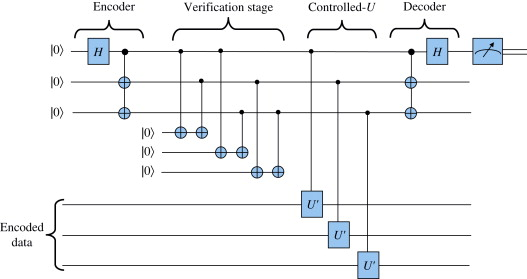 Encoder Verification stage Controlled-U Decoder
|0⟩ H H
|0⟩
|0⟩
|0⟩
|0⟩
|0⟩
U'
Encoded
data
U'
U'